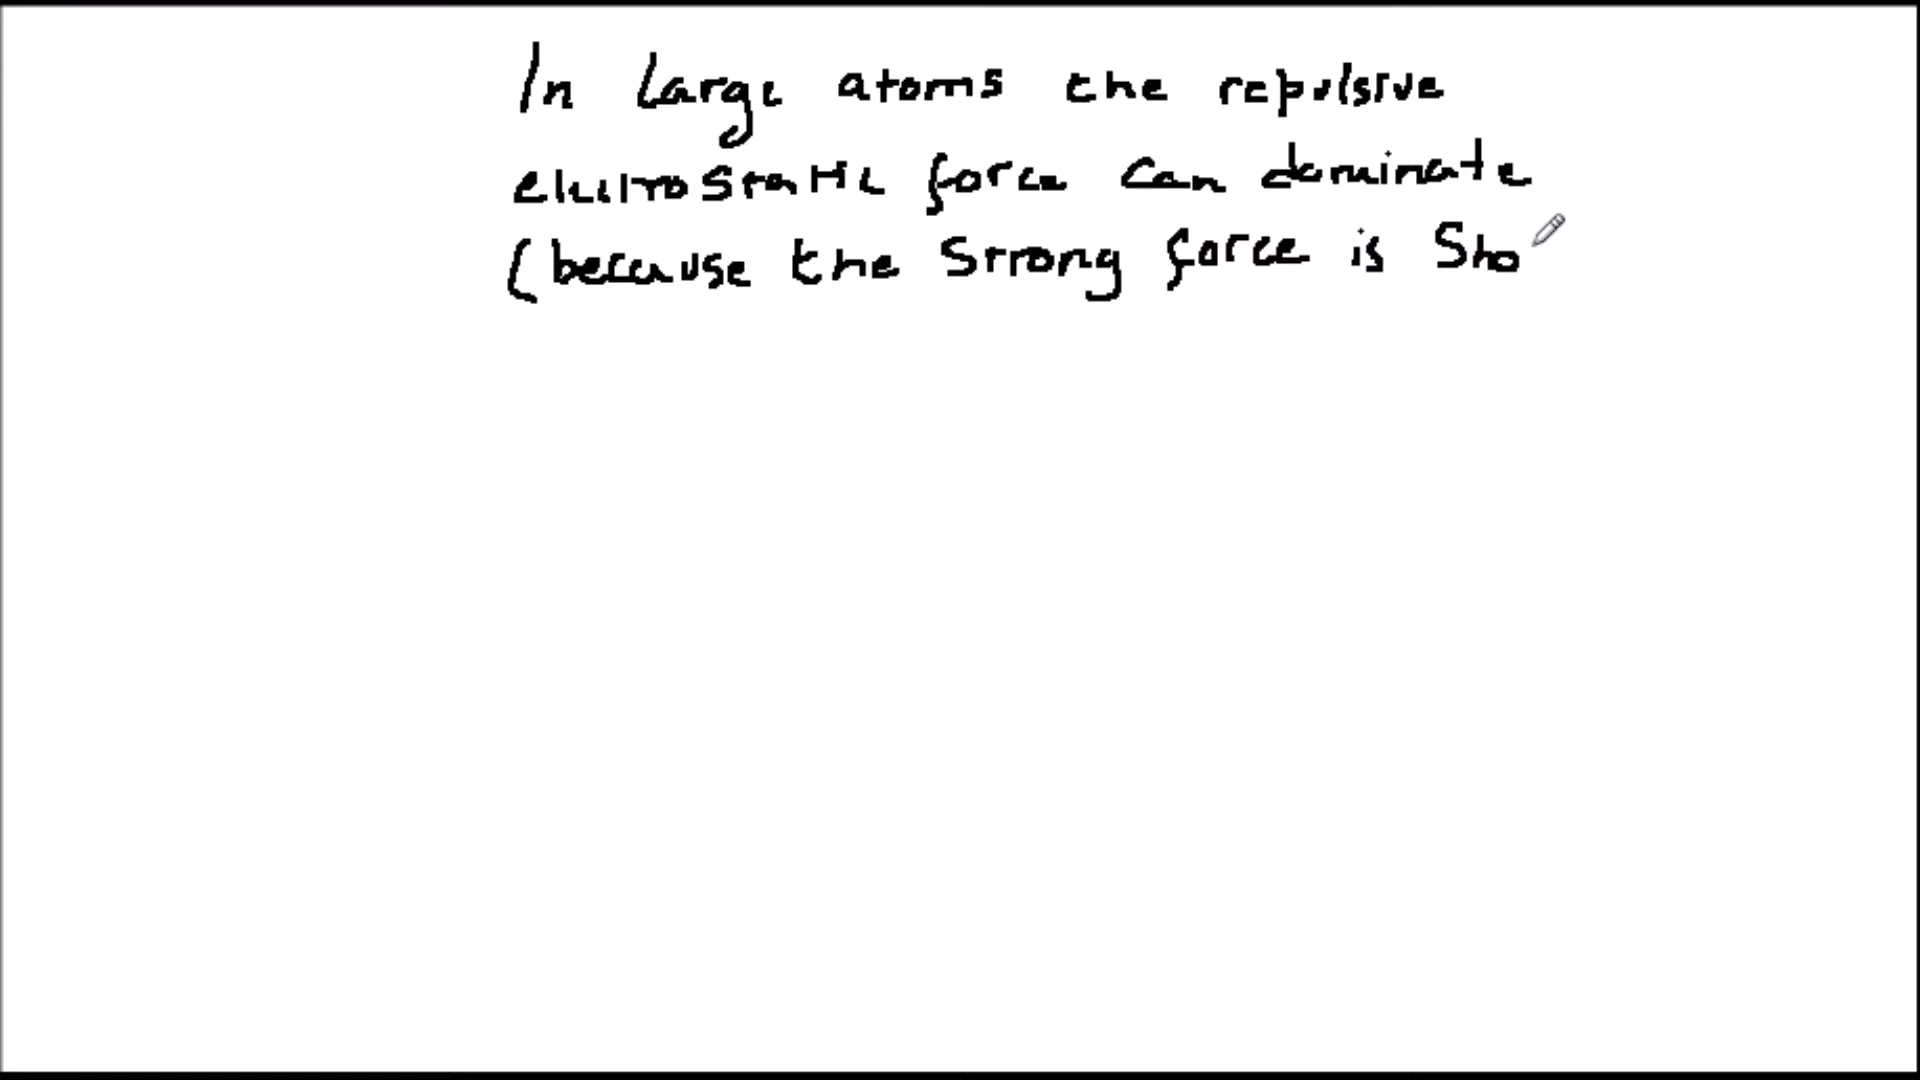 In large atoms the repulsive
electrostatic force can dominate
(because the strong force is Sho